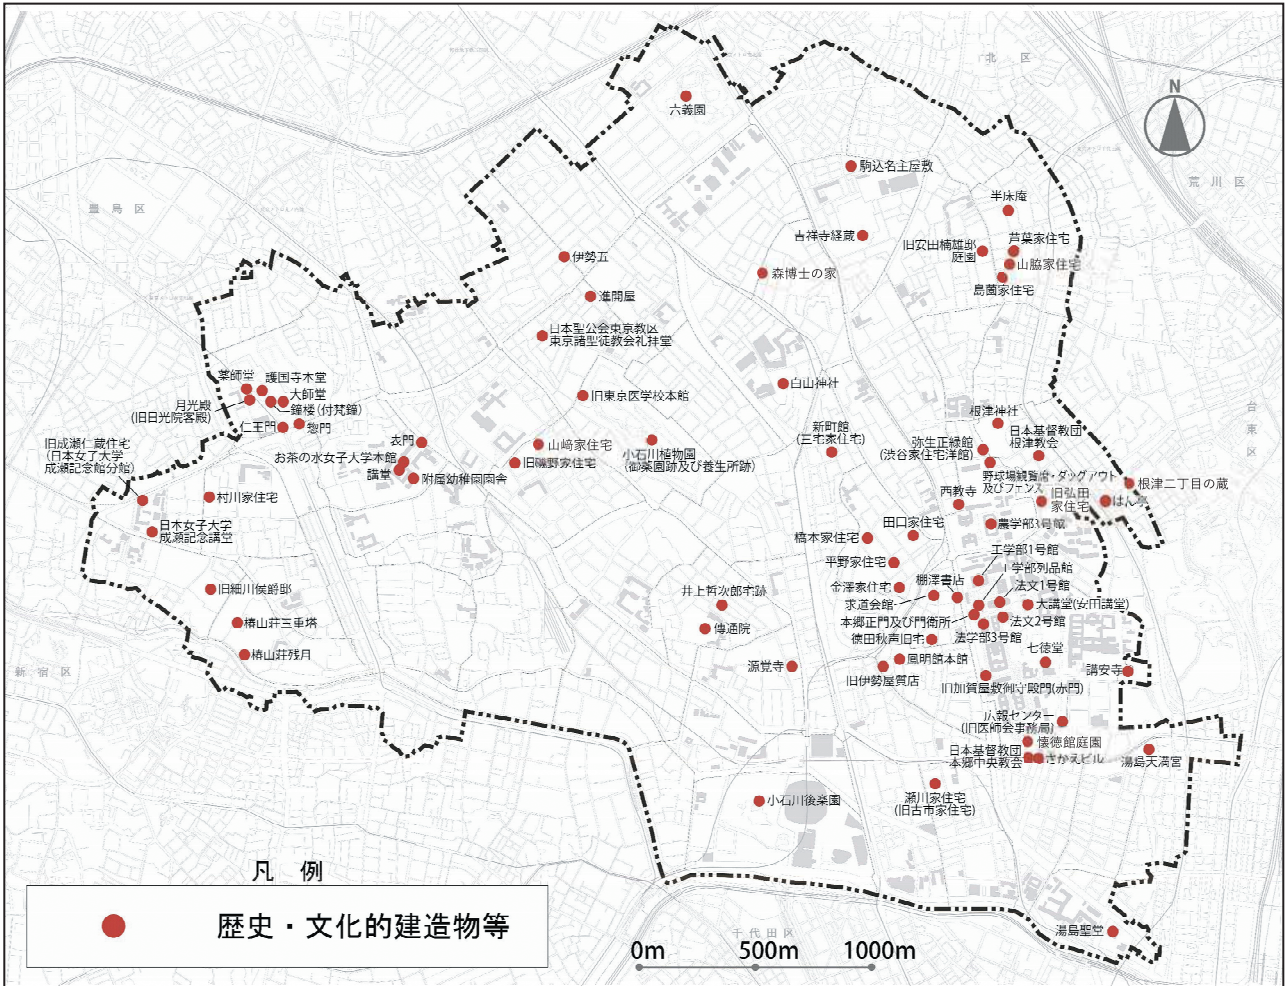 北 区
N
六義園
駒込名主屋敷
荒 川 区
半床庵
豊 島 区
吉祥寺経蔵
旧安田楠雄邸
庭園
芦葉家住宅
伊勢五
森博士の家
山脇家住宅
島薗家住宅
進開屋
日本聖公会東京教区
東京諸聖徒教会礼拝堂
薬師堂
護国寺本堂
白山神社
大師堂
月光殿
(旧日光院客殿)
鐘楼(付梵鐘)
旧東京医学校本館
台 東 区
根津神社
仁王門
惣門
新町館
(三宅家住宅)
日本基督教団
根津教会
旧成瀬仁蔵住宅
(日本女子大学
成瀬記念館分館)
表門
山﨑家住宅
小石川植物園
(御薬園跡及び養生所跡)
弥生正緑館
(渋谷家住宅洋館)
お茶の水女子大学本館
講堂
附属幼稚園園舎
旧磯野家住宅
野球場観覧席・ダッグアウト
及びフェンス
根津二丁目の蔵
村川家住宅
西教寺
旧弘田
家住宅
はん亭
日本女子大学
成瀬記念講堂
田口家住宅
農学部3号館
橋本家住宅
工学部1号館
平野家住宅
工学部列品館
旧細川侯爵邸
井上哲次郎宅跡
金澤家住宅
棚澤書店
法文1号館
求道会館
大講堂(安田講堂)
椿山荘三重塔
傳通院
本郷正門及び門衛所
法文2号館
徳田秋声旧宅
法学部3号館
椿山荘残月
源覚寺
鳳明館本館
七徳堂
新 宿 区
旧伊勢屋質店
講安寺
旧加賀屋敷御守殿門(赤門)
広報センター
(旧医師会事務局)
懐徳館庭園
日本基督教団
本郷中央教会
さかえビル
湯島天満宮
小石川後楽園
瀬川家住宅
(旧古市家住宅)
凡 例
歴史・文化的建造物等
千 代 田 区
湯島聖堂
0m 500m 1000m